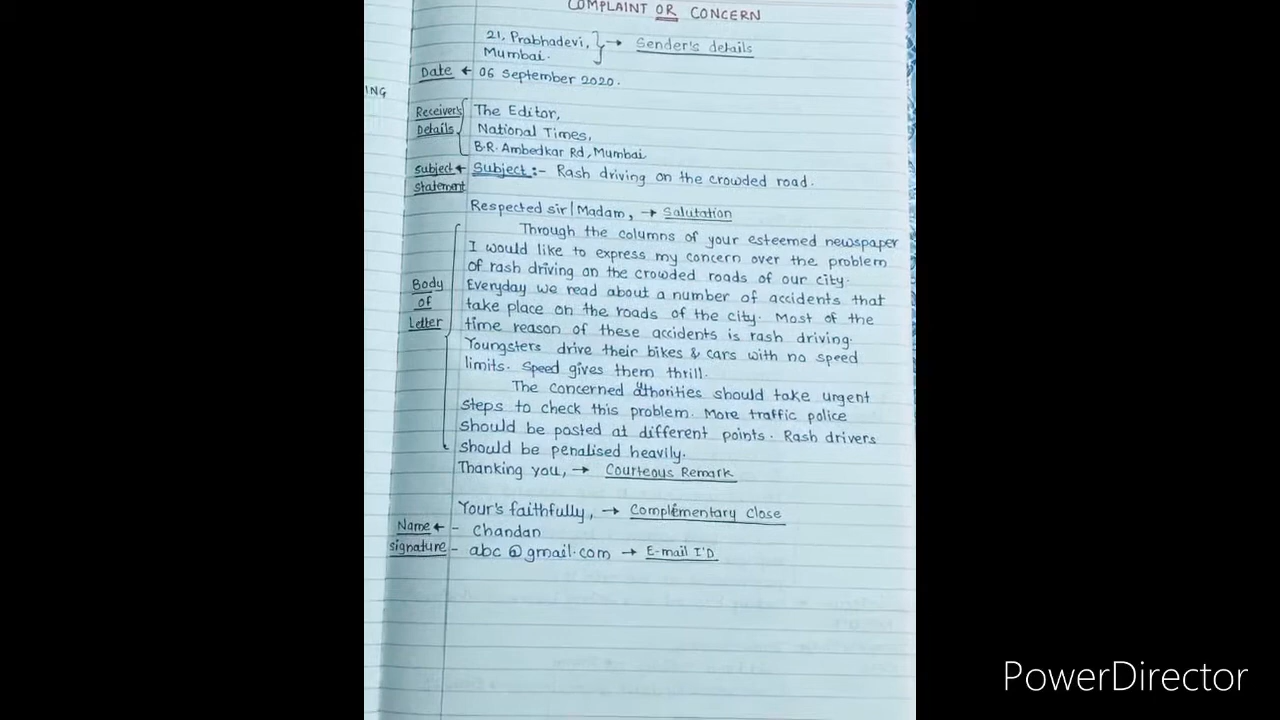 COMPLAINT OR CONCERN
21, Prabhadevi, → Sender's details
Mumbai.
Date ← 06 September 2020.
ING
Receiver's The Editor,
Details National Times,
B.R. Ambedkar Rd, Mumbai
Subject ← Subject :- Rash driving on the crowded road.
Statement
Respected sir/Madam, → Salutation
Through the columns of your esteemed newspaper
I would like to express my concern over the problem
of rash driving on the crowded roads of our city.
Body Everyday we read about a number of accidents that
of take place on the roads of the city. Most of the
Letter time reason of these accidents is rash driving.
Youngsters drive their bikes & cars with no speed
limits. Speed gives them thrill.
The concerned authorities should take urgent
steps to check this problem. More traffic police
should be posted at different points. Rash drivers
should be penalised heavily.
Thanking you, → Courteous Remark
Your's faithfully, → Complementary close
Name ← - Chandan
signature - abc@gmail.com → E-mail I'D
PowerDirector